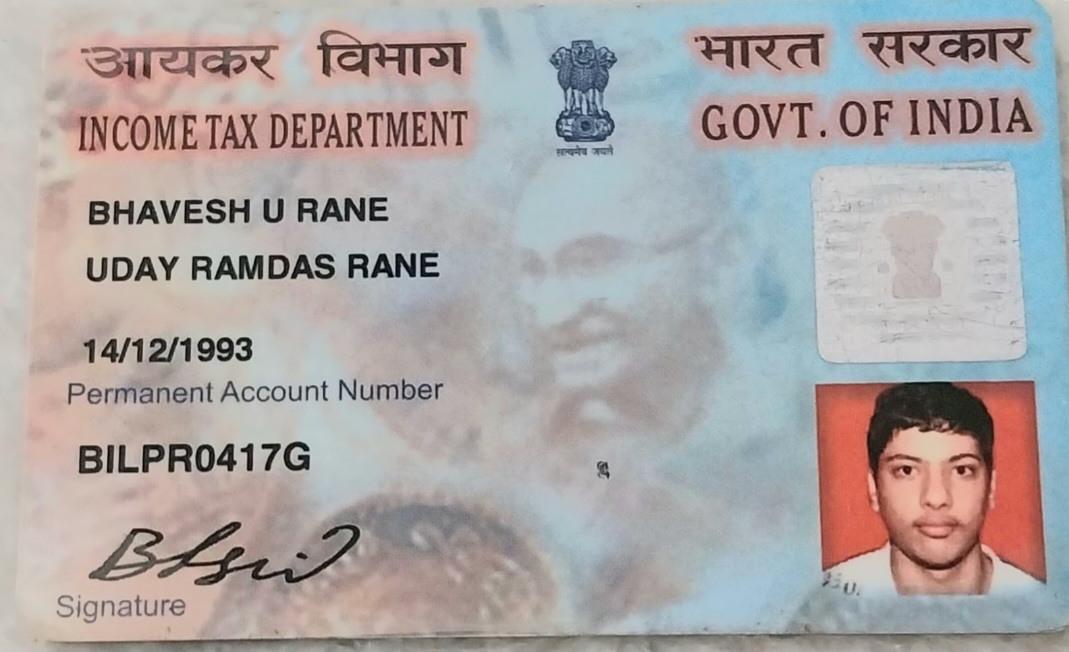 आयकर विभाग
INCOME TAX DEPARTMENT
सत्यमेव जयते
भारत सरकार
GOVT. OF INDIA
BHAVESH U RANE
UDAY RAMDAS RANE
14/12/1993
Permanent Account Number
BILPR0417G
Signature